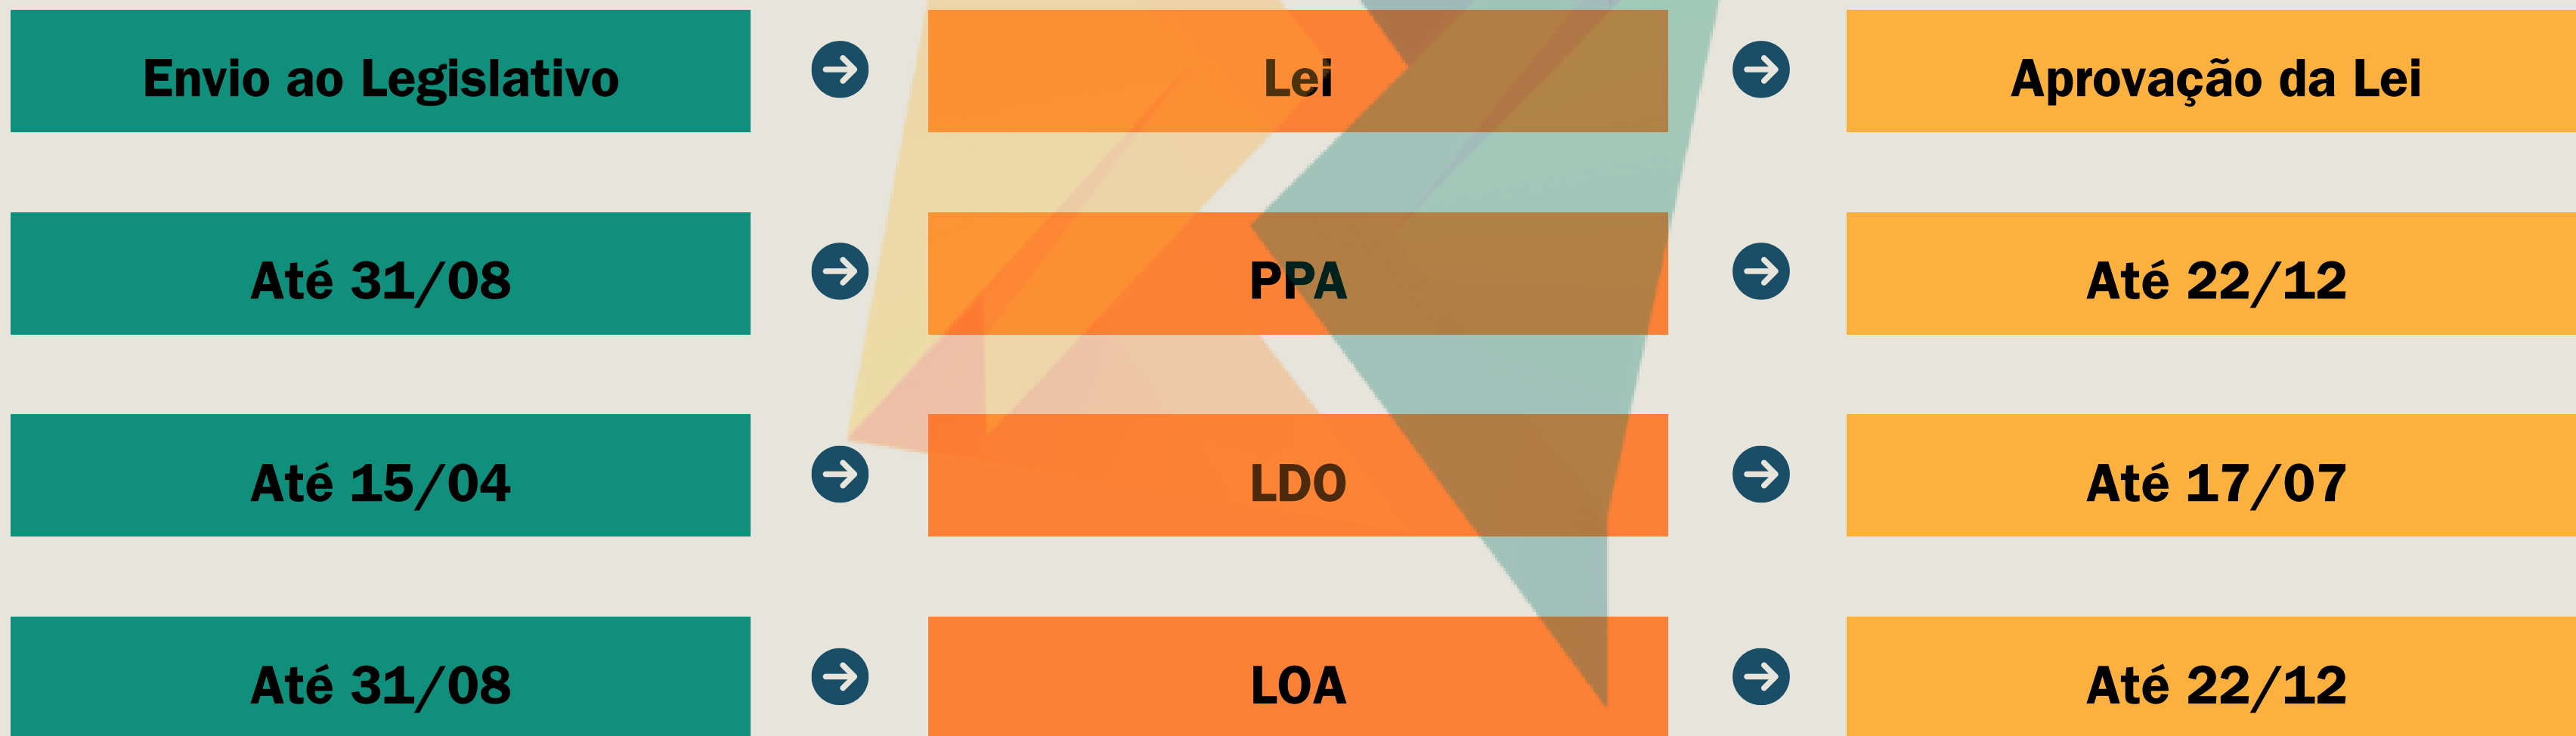 Envio ao Legislativo Lei Aprovação da Lei
Até 31/08 PPA Até 22/12
Até 15/04 LDO Até 17/07
Até 31/08 LOA Até 22/12